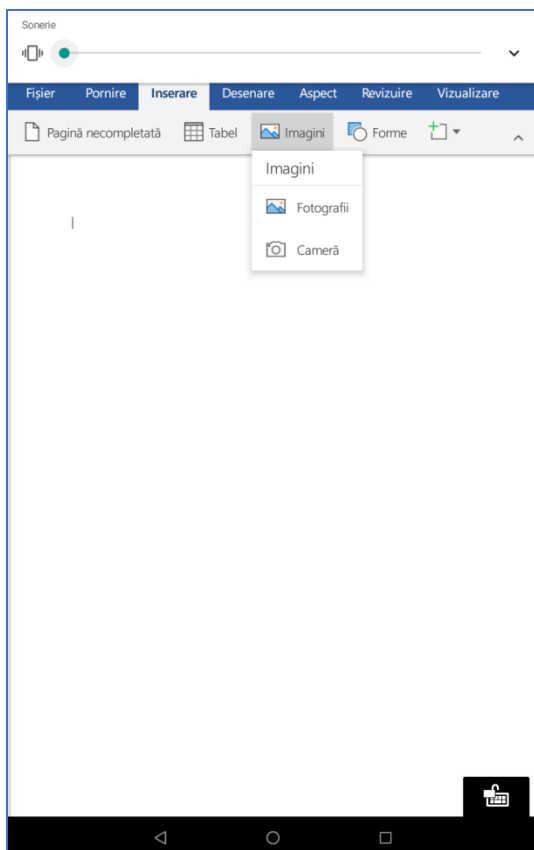 Sonerie
Fișier Pornire Inserare Desenare Aspect Revizuire Vizualizare
Pagină necompletată Tabel Imagini Forme
Imagini
Fotografii
Cameră